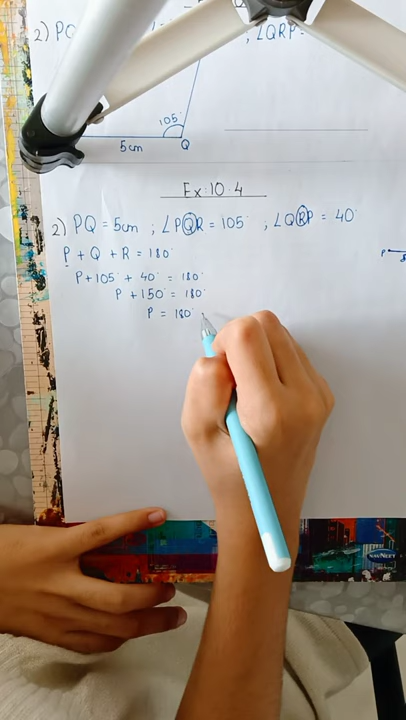 2) PQ ; ∠QRP=
105°
5cm Q
Ex:10.4
2) PQ = 5cm ; ∠PQR = 105° ; ∠QRP = 40°
P + Q + R = 180°
P + 105° + 40° = 180°
P + 150° = 180°
P = 180°
P
NAVNEET